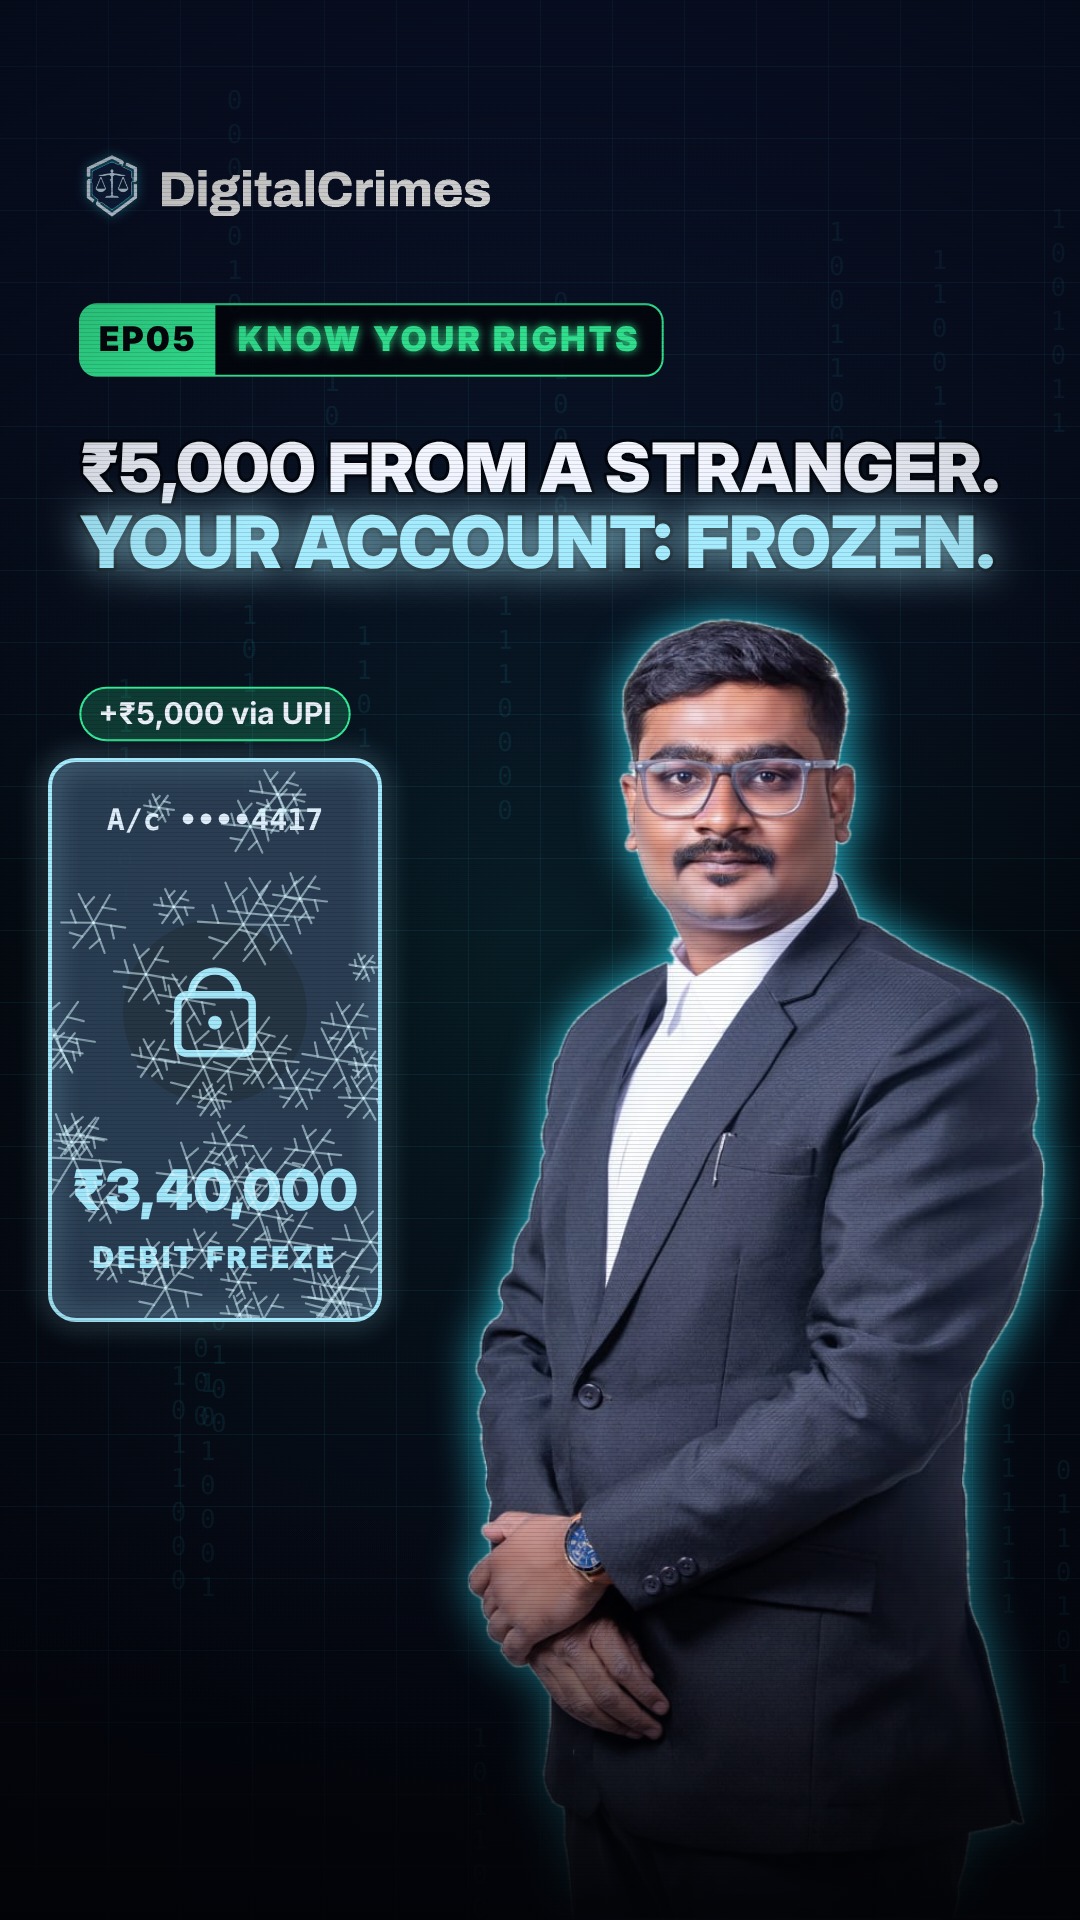 DigitalCrimes
EP05 KNOW YOUR RIGHTS
₹5,000 FROM A STRANGER.
YOUR ACCOUNT: FROZEN.
+₹5,000 via UPI
A/c ••••4417
₹3,40,000
DEBIT FREEZE